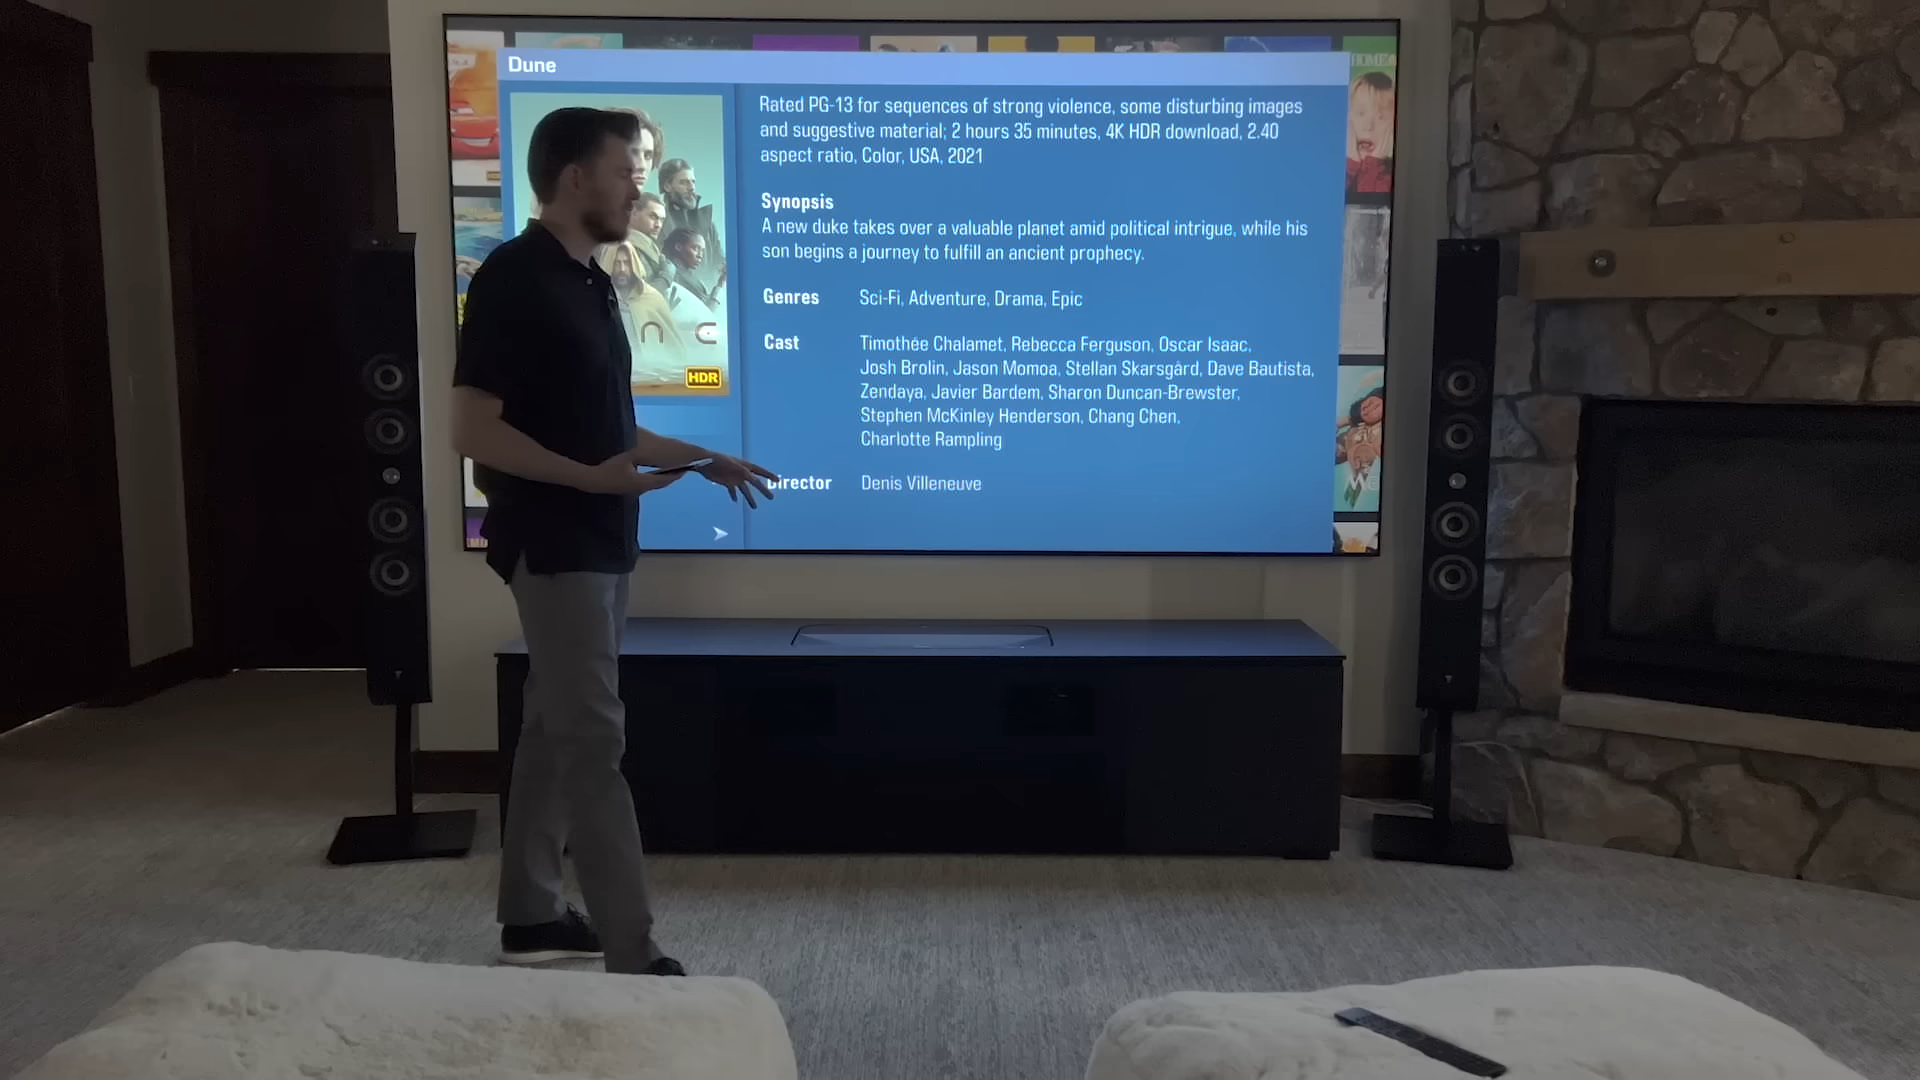 Dune
Rated PG-13 for sequences of strong violence, some disturbing images
and suggestive material; 2 hours 35 minutes, 4K HDR download, 2.40
aspect ratio, Color, USA, 2021
Synopsis
A new duke takes over a valuable planet amid political intrigue, while his
son begins a journey to fulfill an ancient prophecy.
Genres Sci-Fi, Adventure, Drama, Epic
Cast Timothée Chalamet, Rebecca Ferguson, Oscar Isaac,
Josh Brolin, Jason Momoa, Stellan Skarsgård, Dave Bautista,
Zendaya, Javier Bardem, Sharon Duncan-Brewster,
Stephen McKinley Henderson, Chang Chen,
Charlotte Rampling
Director Denis Villeneuve
HDR
HOME